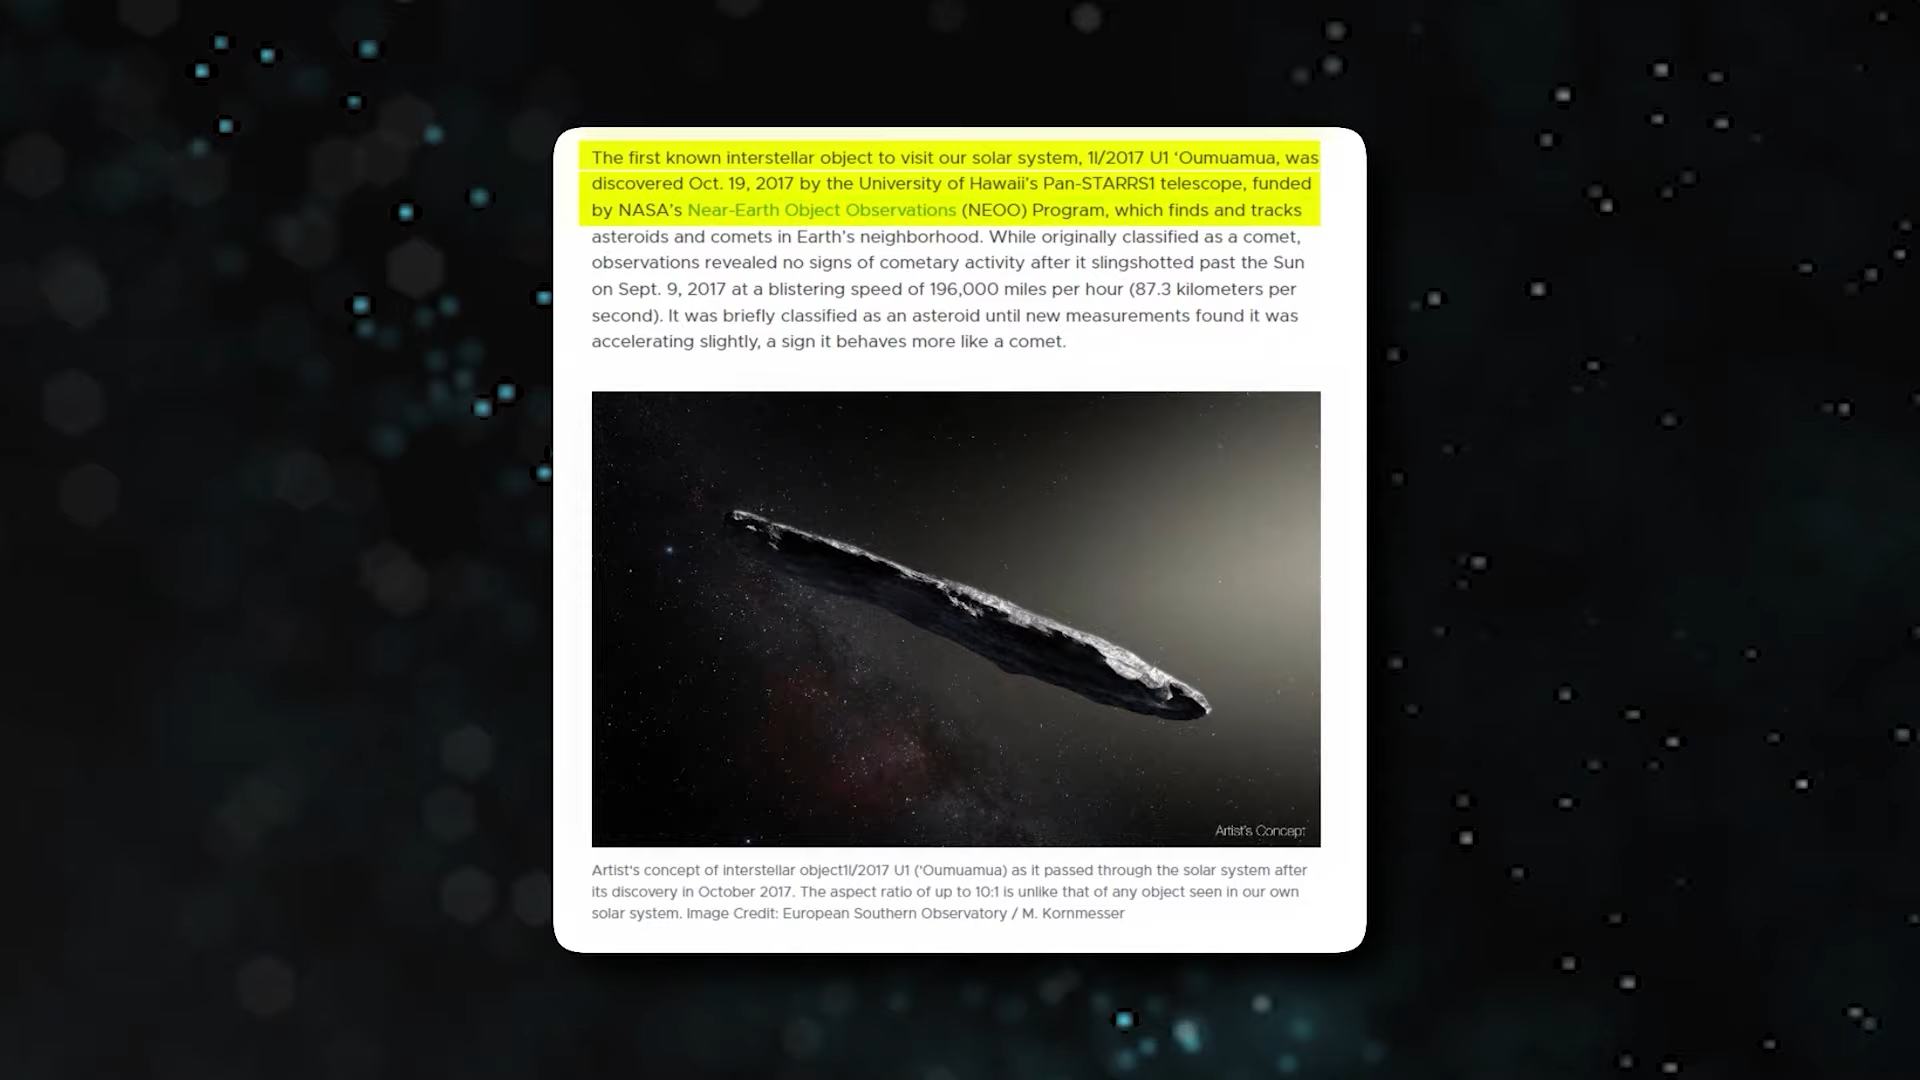 The first known interstellar object to visit our solar system, 1I/2017 U1 ‘Oumuamua, was
discovered Oct. 19, 2017 by the University of Hawaii’s Pan-STARRS1 telescope, funded
by NASA’s Near-Earth Object Observations (NEOO) Program, which finds and tracks
asteroids and comets in Earth’s neighborhood. While originally classified as a comet,
observations revealed no signs of cometary activity after it slingshotted past the Sun
on Sept. 9, 2017 at a blistering speed of 196,000 miles per hour (87.3 kilometers per
second). It was briefly classified as an asteroid until new measurements found it was
accelerating slightly, a sign it behaves more like a comet.
Artist's Concept
Artist's concept of interstellar object1I/2017 U1 ('Oumuamua) as it passed through the solar system after
its discovery in October 2017. The aspect ratio of up to 10:1 is unlike that of any object seen in our own
solar system. Image Credit: European Southern Observatory / M. Kornmesser